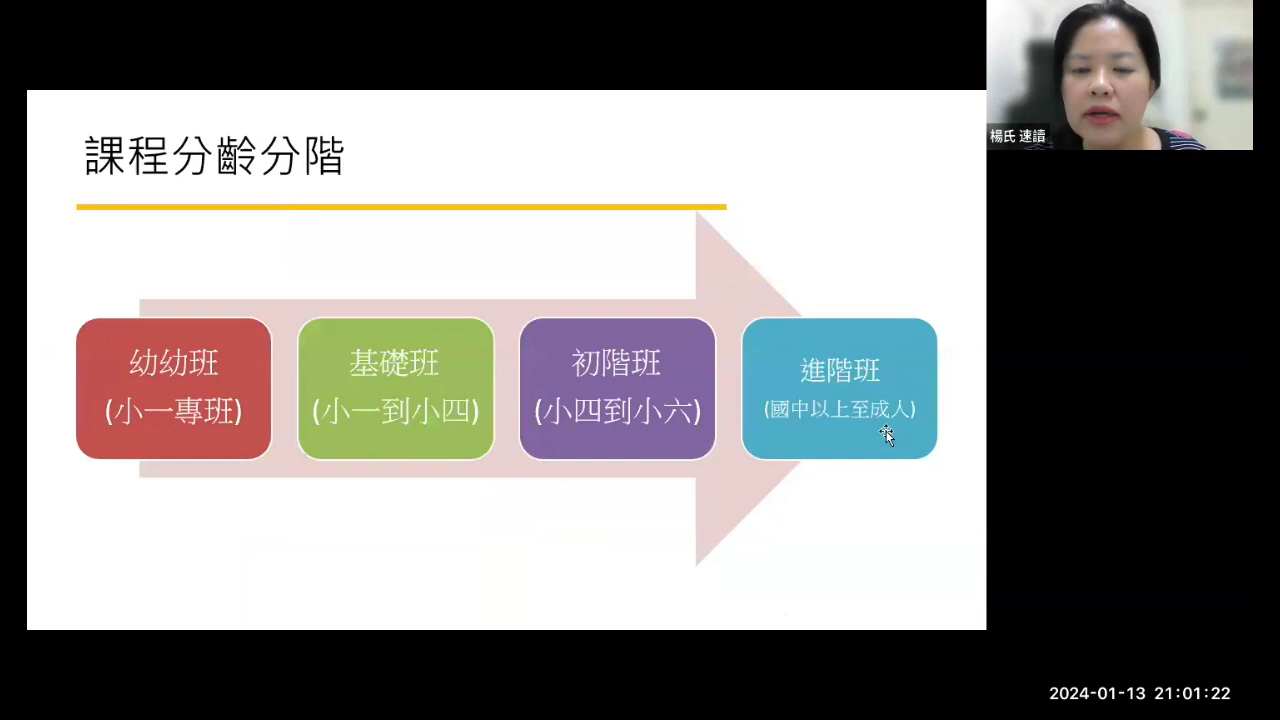 課程分齡分階
幼幼班
(小一專班)
基礎班
(小一到小四)
初階班
(小四到小六)
進階班
(國中以上至成人)
楊氏 速讀
2024-01-13 21:01:22